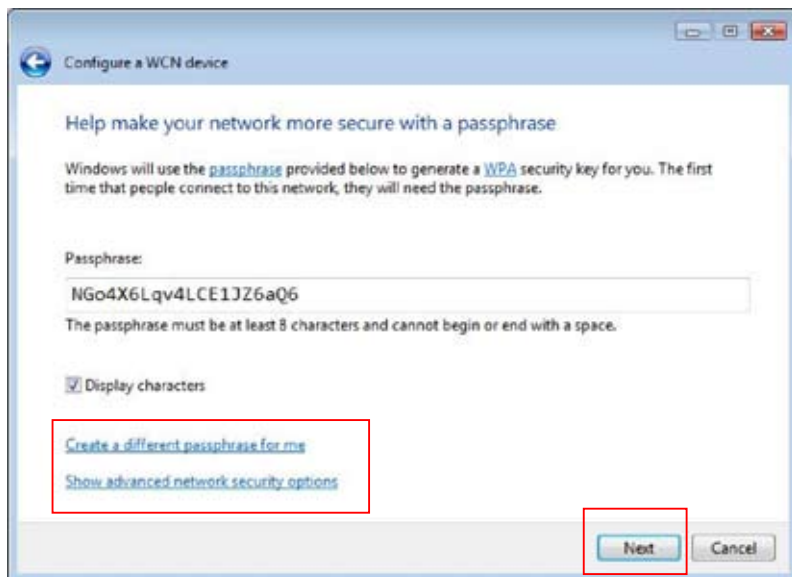 Configure a WCN device
Help make your network more secure with a passphrase
Windows will use the passphrase provided below to generate a WPA security key for you. The first
time that people connect to this network, they will need the passphrase.
Passphrase:
NGo4X6Lqv4LCE1JZ6aQ6
The passphrase must be at least 8 characters and cannot begin or end with a space.
Display characters
Create a different passphrase for me
Show advanced network security options
Next Cancel